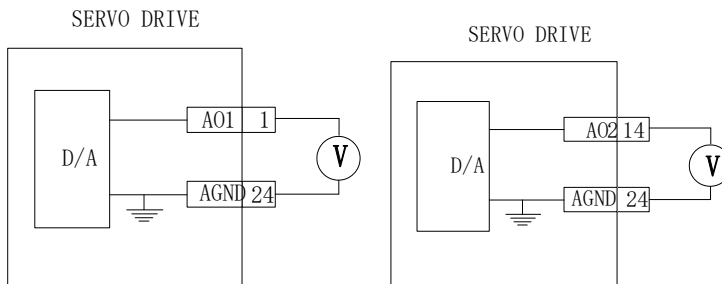 SERVO DRIVE
D/A
AO1 1
AGND 24
V
SERVO DRIVE
D/A
AO2 14
AGND 24
V